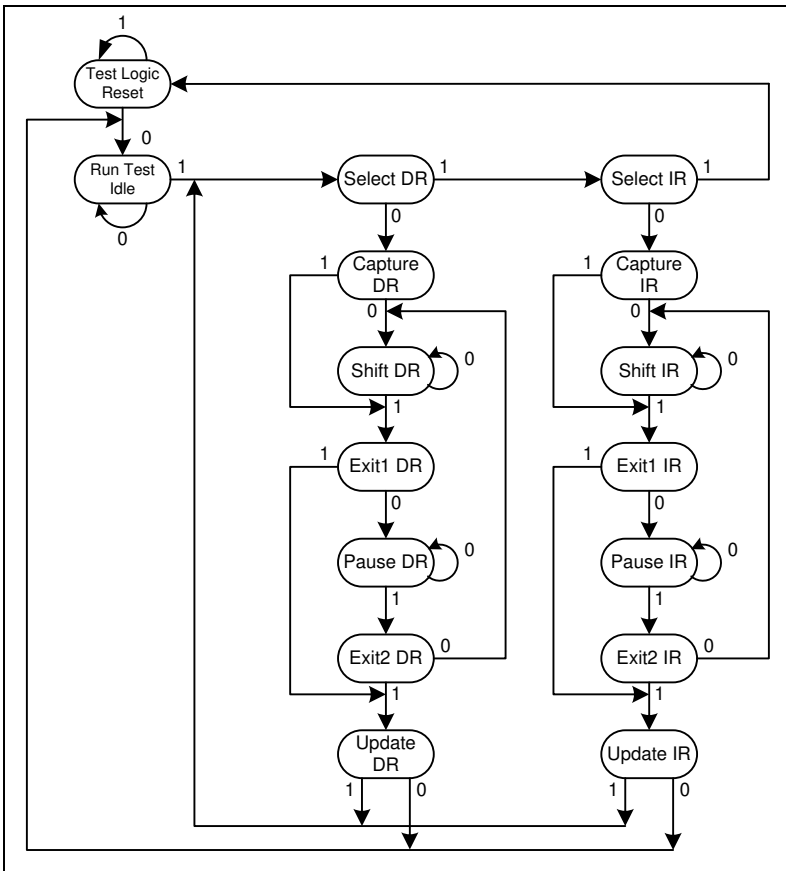 1
Test Logic
Reset
0
Run Test
Idle
1
0
Select DR
1
0
Select IR
1
0
Capture
DR
1
0
Capture
IR
1
0
Shift DR
0
1
Shift IR
0
1
Exit1 DR
1
0
Exit1 IR
1
0
Pause DR
0
1
Pause IR
0
1
Exit2 DR
0
1
Exit2 IR
0
1
Update
DR
1
0
Update IR
1
0